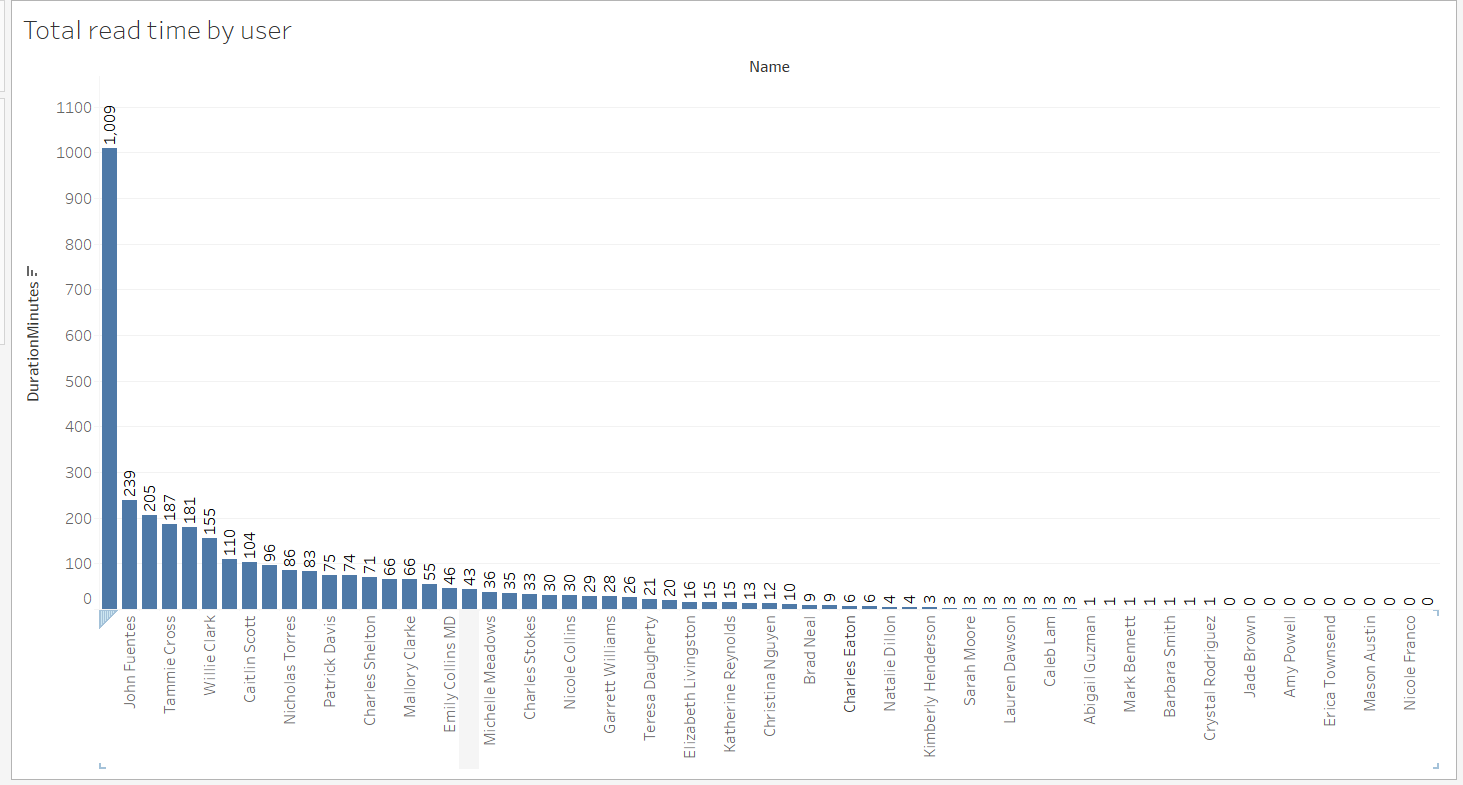 Total read time by user
Name
DurationMinutes
1100
1000
900
800
700
600
500
400
300
200
100
0
1,009
239
205
187
181
155
110
104
96
86
83
75
74
71
66
66
55
46
43
36
35
33
30
30
29
28
26
21
20
16
15
15
13
12
10
9
9
6
6
4
4
3
3
3
3
3
3
3
3
1
1
1
1
1
1
1
0
0
0
0
0
0
0
0
0
0
0
John Fuentes
Tammie Cross
Willie Clark
Caitlin Scott
Nicholas Torres
Patrick Davis
Charles Shelton
Mallory Clarke
Emily Collins MD
Michelle Meadows
Charles Stokes
Nicole Collins
Garrett Williams
Teresa Daugherty
Elizabeth Livingston
Katherine Reynolds
Christina Nguyen
Brad Neal
Charles Eaton
Natalie Dillon
Kimberly Henderson
Sarah Moore
Lauren Dawson
Caleb Lam
Abigail Guzman
Mark Bennett
Barbara Smith
Crystal Rodriguez
Jade Brown
Amy Powell
Erica Townsend
Mason Austin
Nicole Franco